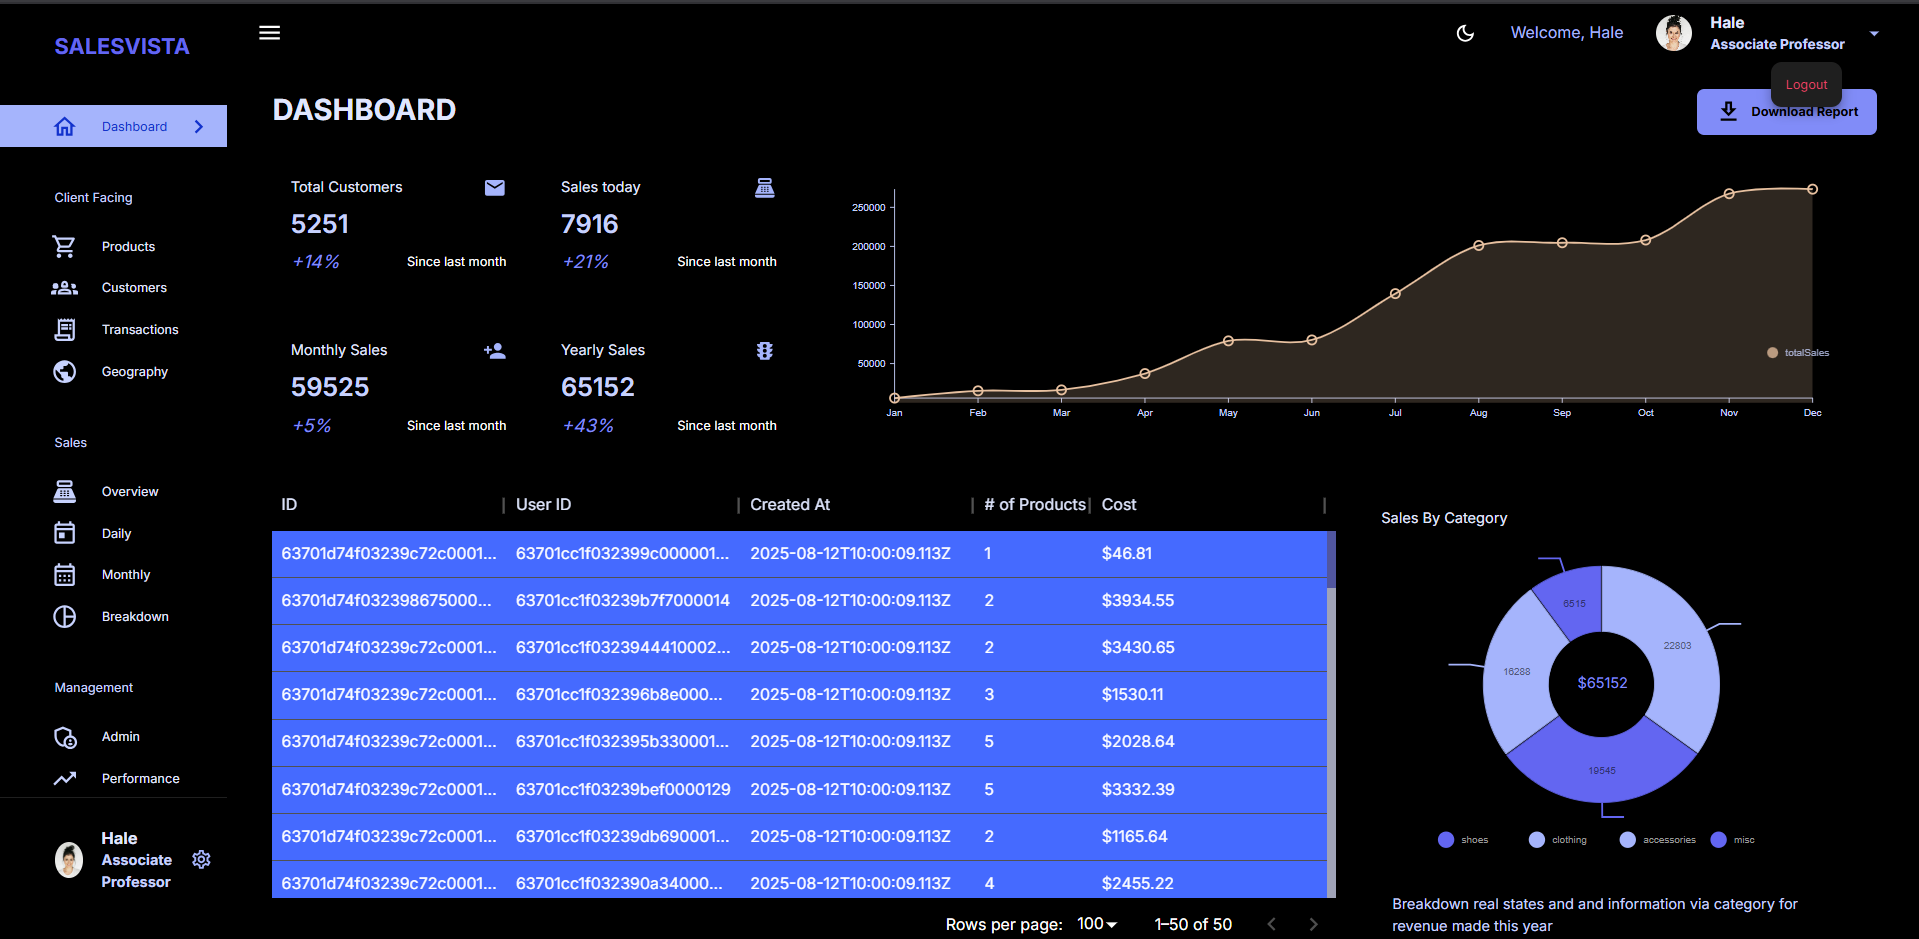 SALESVISTA
Welcome, Hale
Hale
Associate Professor
Logout
Dashboard
DASHBOARD
Download Report
Client Facing
Products
Customers
Transactions
Geography
Sales
Overview
Daily
Monthly
Breakdown
Management
Admin
Performance
Hale
Associate
Professor
Total Customers
5251
+14%
Since last month
Sales today
7916
+21%
Since last month
Monthly Sales
59525
+5%
Since last month
Yearly Sales
65152
+43%
Since last month
250000
200000
150000
100000
50000
totalSales
Jan Feb Mar Apr May Jun Jul Aug Sep Oct Nov Dec
ID User ID Created At # of Products Cost
63701d74f03239c72c0001... 63701cc1f032399c000001... 2025-08-12T10:00:09.113Z 1 $46.81
63701d74f032398675000... 63701cc1f03239b7f7000014 2025-08-12T10:00:09.113Z 2 $3934.55
63701d74f03239c72c0001... 63701cc1f0323944410002... 2025-08-12T10:00:09.113Z 2 $3430.65
63701d74f03239c72c0001... 63701cc1f032396b8e000... 2025-08-12T10:00:09.113Z 3 $1530.11
63701d74f03239c72c0001... 63701cc1f032395b330001... 2025-08-12T10:00:09.113Z 5 $2028.64
63701d74f03239c72c0001... 63701cc1f03239bef0000129 2025-08-12T10:00:09.113Z 5 $3332.39
63701d74f03239c72c0001... 63701cc1f03239db690001... 2025-08-12T10:00:09.113Z 2 $1165.64
63701d74f03239c72c0001... 63701cc1f032390a34000... 2025-08-12T10:00:09.113Z 4 $2455.22
Rows per page: 100 1–50 of 50
Sales By Category
6515
22803
16288
$65152
19545
shoes clothing accessories misc
Breakdown real states and and information via category for
revenue made this year